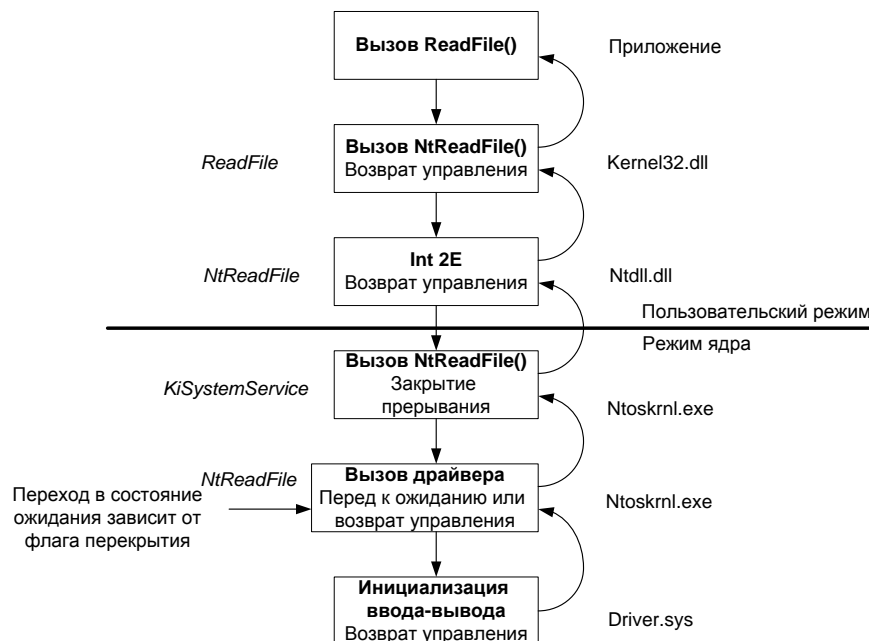 Вызов ReadFile()
Приложение
ReadFile
Вызов NtReadFile()
Возврат управления
Kernel32.dll
NtReadFile
Int 2E
Возврат управления
Ntdll.dll
Пользовательский режим
Режим ядра
KiSystemService
Вызов NtReadFile()
Закрытие
прерывания
Ntoskrnl.exe
NtReadFile
Переход в состояние
ожидания зависит от
флага перекрытия
Вызов драйвера
Перед к ожиданию или
возврат управления
Ntoskrnl.exe
Инициализация
ввода-вывода
Возврат управления
Driver.sys